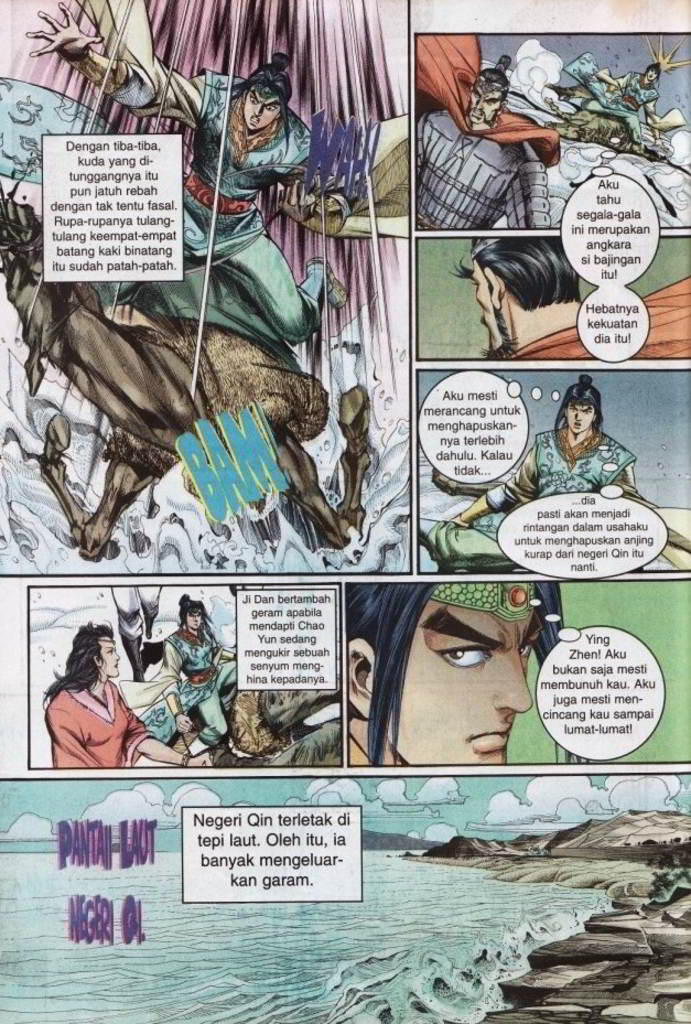 Dengan tiba-tiba,
kuda yang di-
tunggangnya itu
pun jatuh rebah
dengan tak tentu fasal.
Rupa-rupanya tulang-
tulang keempat-empat
batang kaki binatang
itu sudah patah-patah.
WAH!
BAM!
Aku
tahu
segala-gala
ini merupakan
angkara
si bajingan
itu!
Hebatnya
kekuatan
dia itu!
Aku mesti
merancang untuk
menghapuskan-
nya terlebih
dahulu. Kalau
tidak...
...dia
pasti akan menjadi
rintangan dalam usahaku
untuk menghapuskan anjing
kurap dari negeri Qin itu
nanti.
Ji Dan bertambah
geram apabila
mendapti Chao
Yun sedang
mengukir sebuah
senyum meng-
hina kepadanya.
Ying
Zhen! Aku
bukan saja mesti
membunuh kau. Aku
juga mesti men-
cincang kau sampai
lumat-lumat!
PANTAI LAUT
NEGERI QI.
Negeri Qin terletak di
tepi laut. Oleh itu, ia
banyak mengeluar-
kan garam.